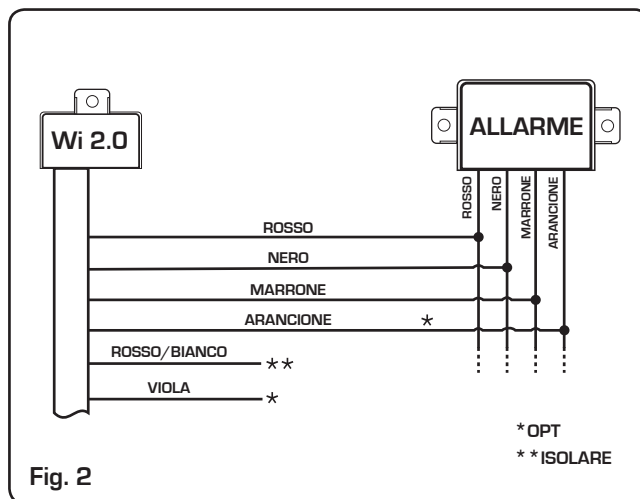 Wi 2.0
ALLARME
ROSSO
NERO
MARRONE
ARANCIONE
ROSSO
NERO
MARRONE
ARANCIONE *
ROSSO/BIANCO **
VIOLA *
* OPT
** ISOLARE
Fig. 2